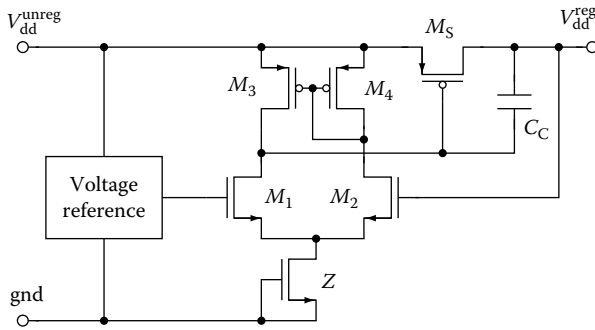 V_dd^unreg
V_dd^reg
M_S
M_3
M_4
C_C
Voltage
reference
M_1
M_2
gnd
Z